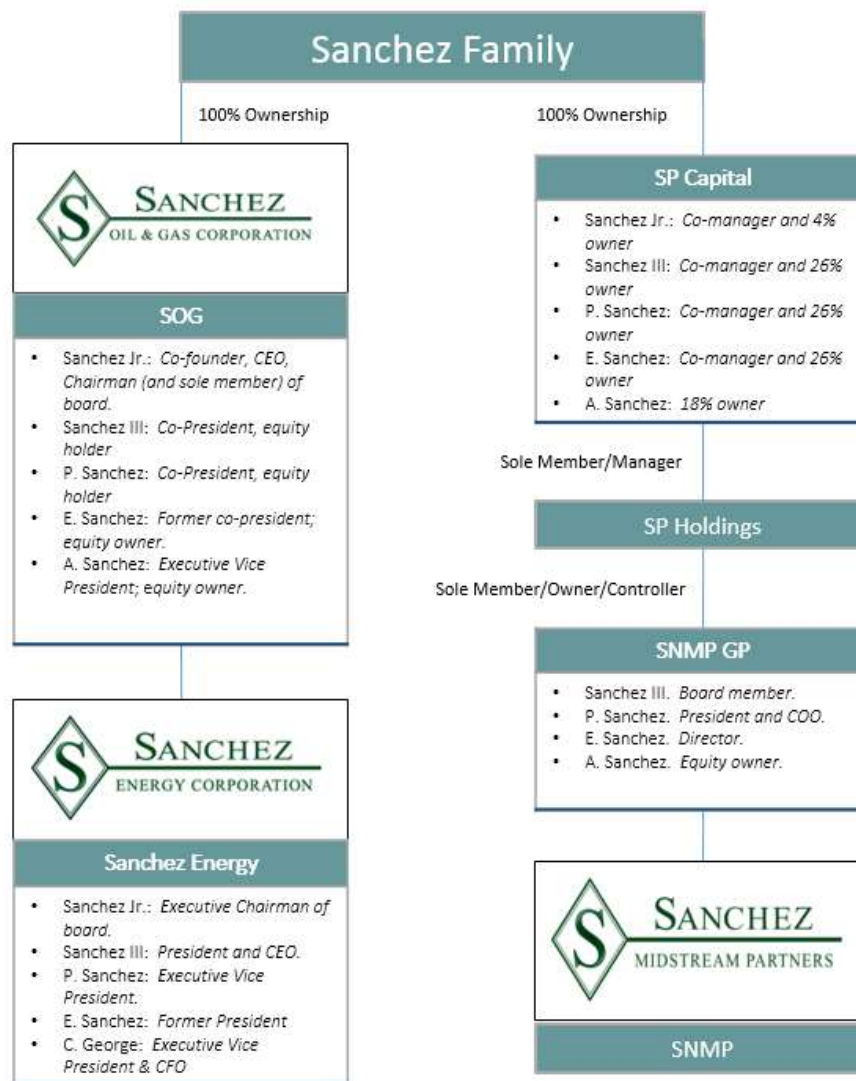 Sanchez Family
100% Ownership
S
SANCHEZ
OIL & GAS CORPORATION
SOG
• Sanchez Jr.: Co-founder, CEO,
Chairman (and sole member) of
board.
• Sanchez III: Co-President, equity
holder
• P. Sanchez: Co-President, equity
holder
• E. Sanchez: Former co-president;
equity owner.
• A. Sanchez: Executive Vice
President; equity owner.
S
SANCHEZ
ENERGY CORPORATION
Sanchez Energy
• Sanchez Jr.: Executive Chairman of
board.
• Sanchez III: President and CEO.
• P. Sanchez: Executive Vice
President.
• E. Sanchez: Former President
• C. George: Executive Vice
President & CFO
100% Ownership
SP Capital
• Sanchez Jr.: Co-manager and 4%
owner
• Sanchez III: Co-manager and 26%
owner
• P. Sanchez: Co-manager and 26%
owner
• E. Sanchez: Co-manager and 26%
owner
• A. Sanchez: 18% owner
Sole Member/Manager
SP Holdings
Sole Member/Owner/Controller
SNMP GP
• Sanchez III. Board member.
• P. Sanchez. President and COO.
• E. Sanchez. Director.
• A. Sanchez. Equity owner.
S
SANCHEZ
MIDSTREAM PARTNERS
SNMP